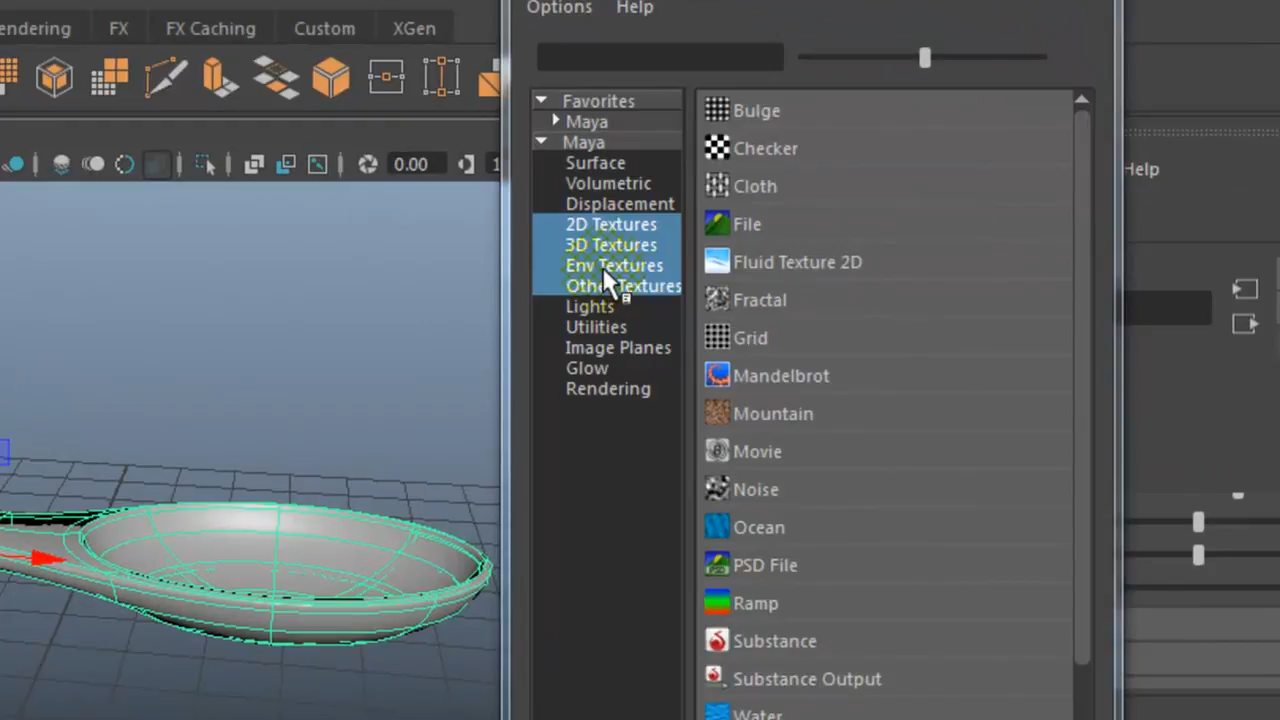 Options Help
endering FX FX Caching Custom XGen
0.00
1
Help
Favorites
Maya
Maya
Surface
Volumetric
Displacement
2D Textures
3D Textures
Env Textures
Other Textures
Lights
Utilities
Image Planes
Glow
Rendering
Bulge
Checker
Cloth
File
Fluid Texture 2D
Fractal
Grid
Mandelbrot
Mountain
Movie
Noise
Ocean
PSD File
Ramp
Substance
Substance Output
Water